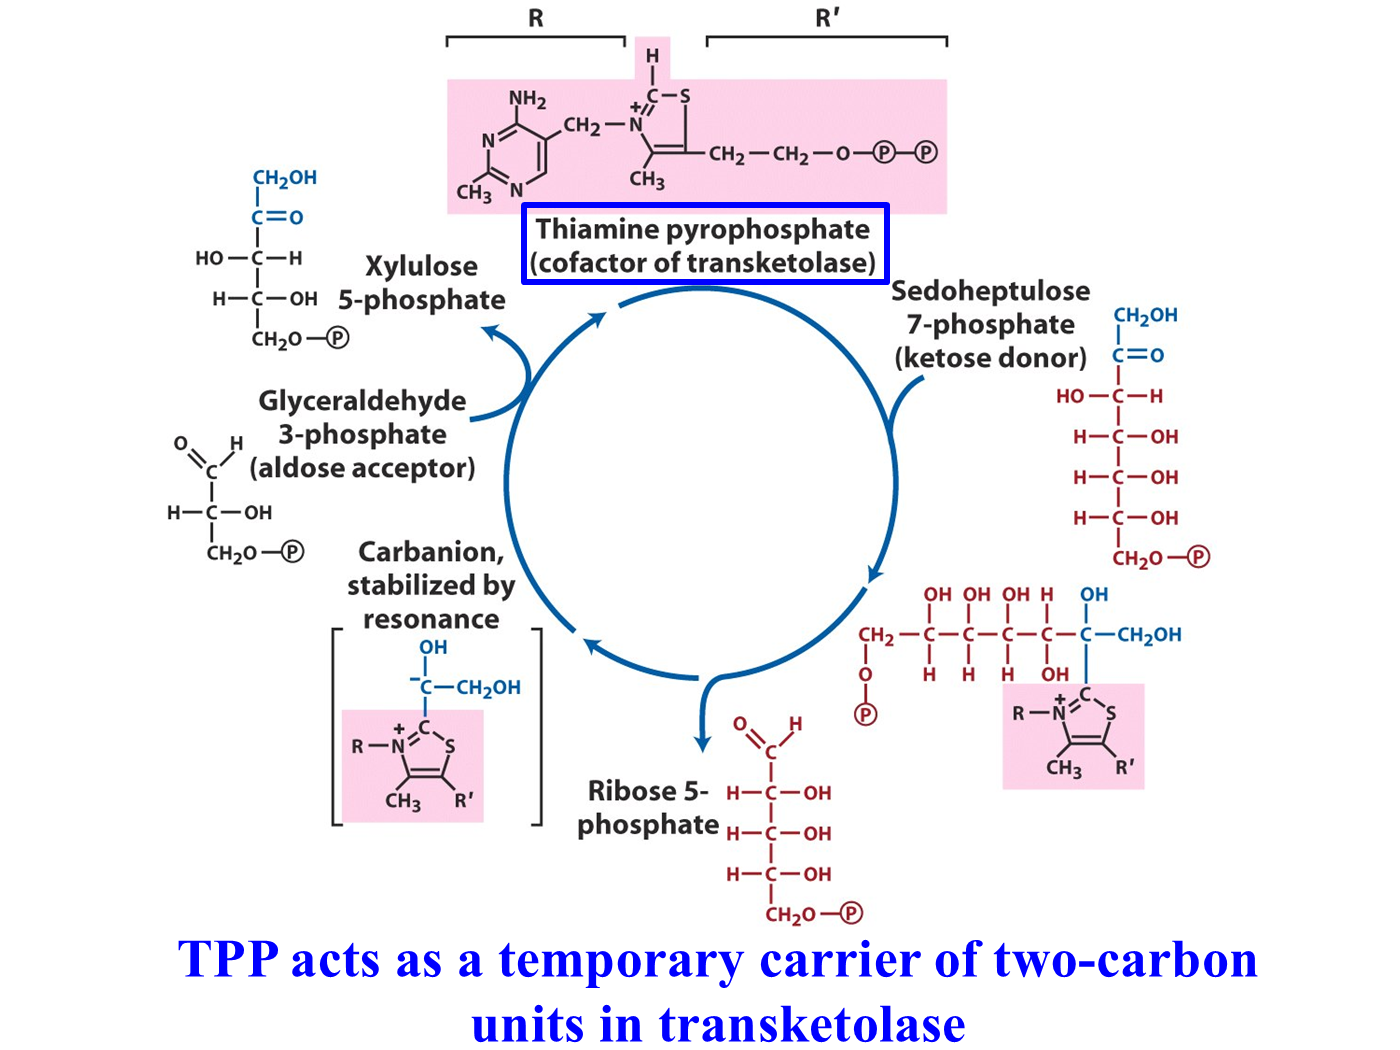 R
R′
H
C—S
NH₂
+
N
CH₂—N
N
CH₂—CH₂—O—P—P
CH₃
CH₃
N
Thiamine pyrophosphate
(cofactor of transketolase)
CH₂OH
C=O
HO—C—H
H—C—OH
CH₂O—P
Xylulose
5-phosphate
Sedoheptulose
7-phosphate
(ketose donor)
CH₂OH
C=O
HO—C—H
H—C—OH
H—C—OH
H—C—OH
CH₂O—P
Glyceraldehyde
3-phosphate
(aldose acceptor)
O
H
C
H—C—OH
CH₂O—P
OH OH OH H OH
CH₂—C—C—C—C—C—CH₂OH
O H H H OH
P
C
+
R—N S
CH₃ R′
Carbanion,
stabilized by
resonance
OH
−
C—CH₂OH
C
+
R—N S
CH₃ R′
Ribose 5-
phosphate
O H
C
H—C—OH
H—C—OH
H—C—OH
CH₂O—P
TPP acts as a temporary carrier of two-carbon
units in transketolase